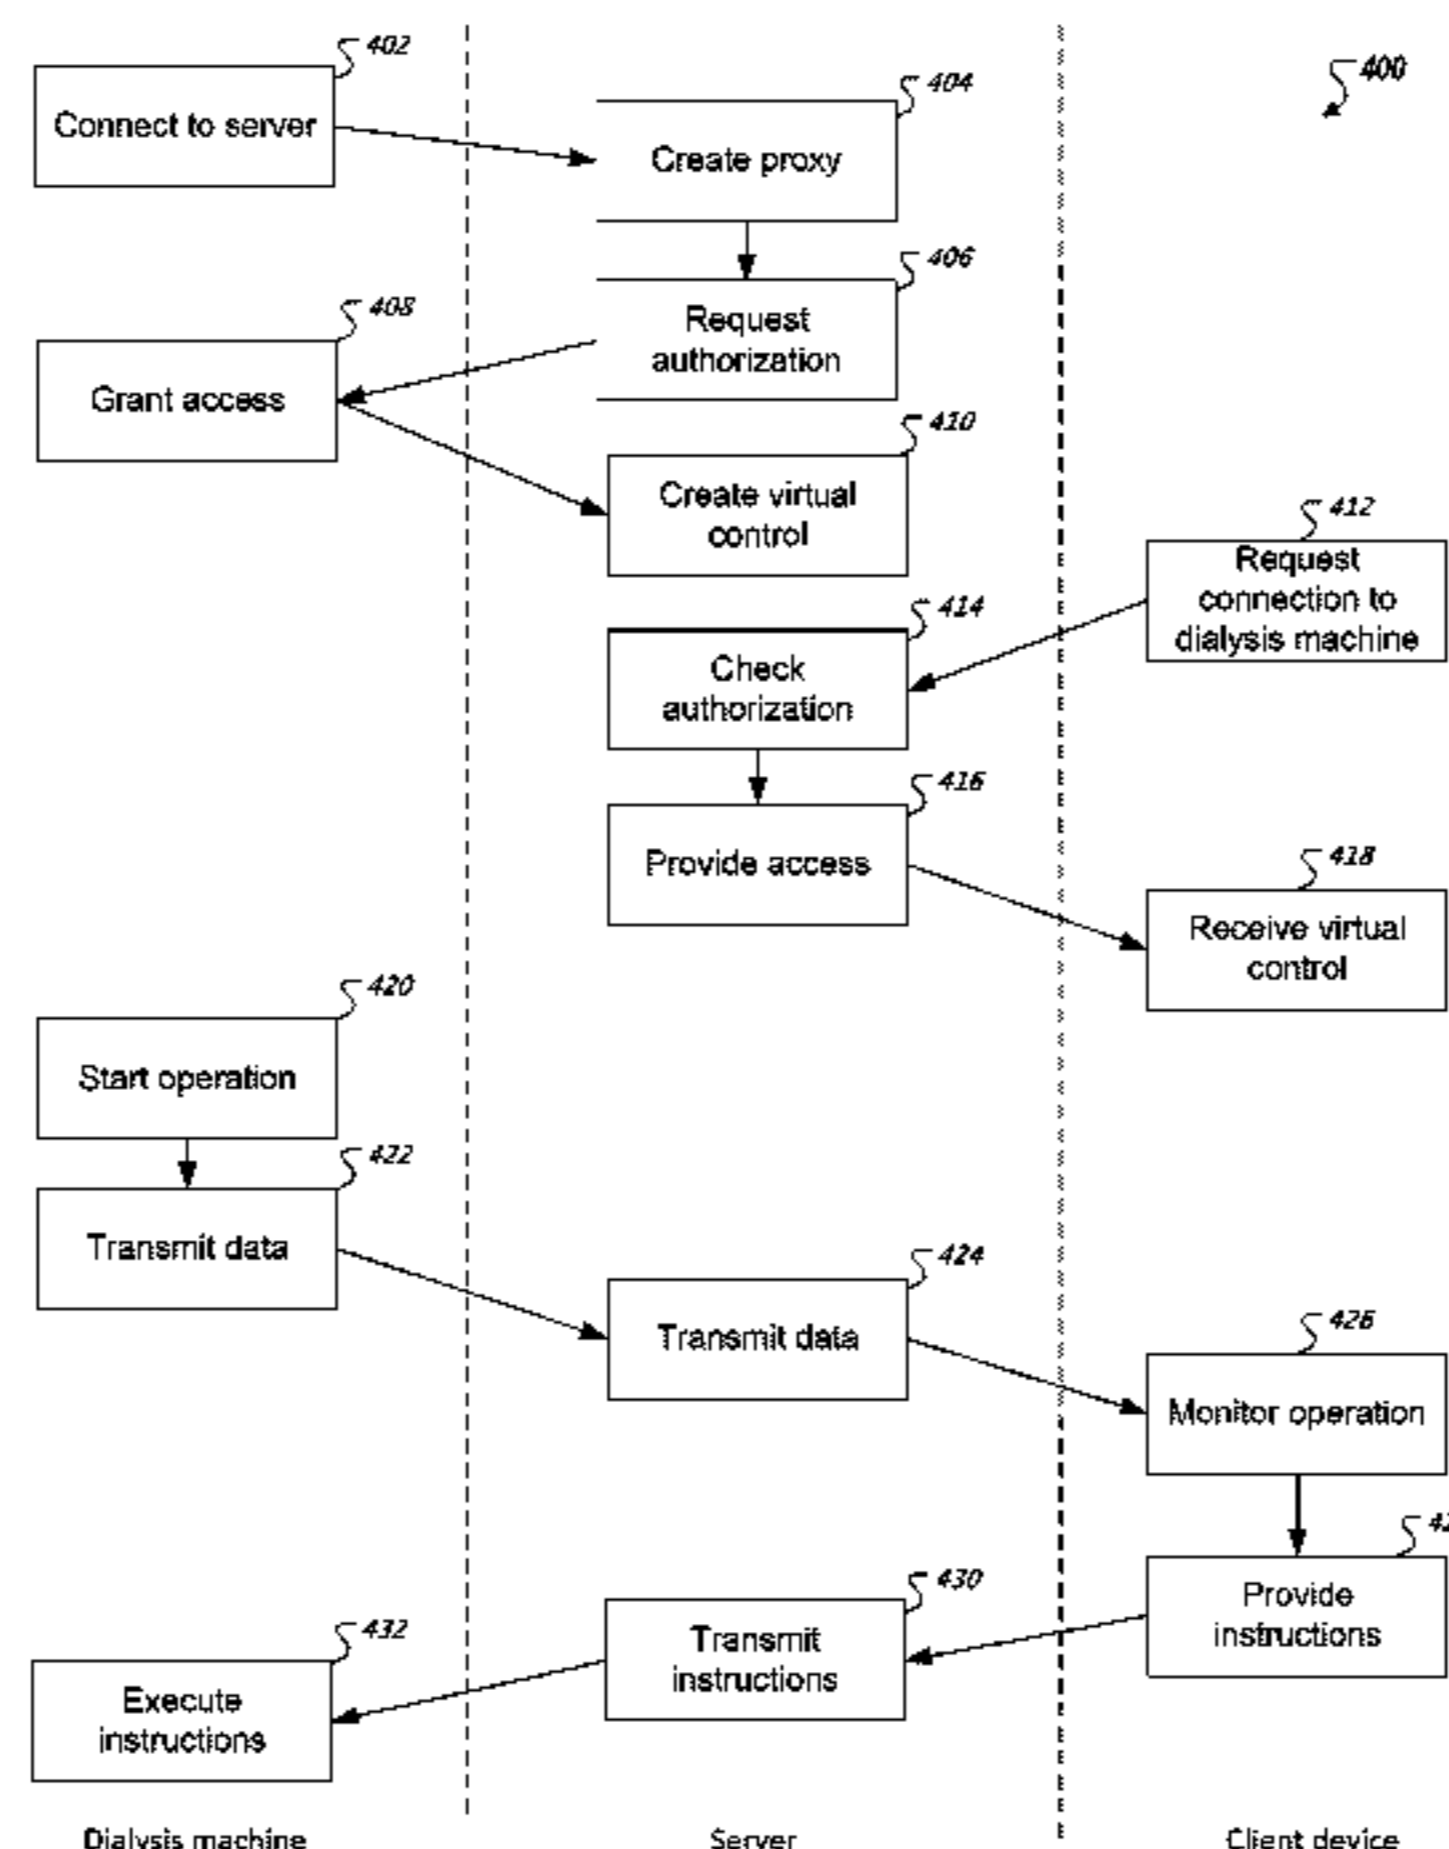 402
Connect to server
404
Create proxy
400
406
Request
authorization
408
Grant access
410
Create virtual
control
412
Request
connection to
dialysis machine
414
Check
authorization
416
Provide access
418
Receive virtual
control
420
Start operation
422
Transmit data
424
Transmit data
426
Monitor operation
Provide
instructions
430
Transmit
instructions
432
Execute
instructions
Dialysis machine
Server
Client device